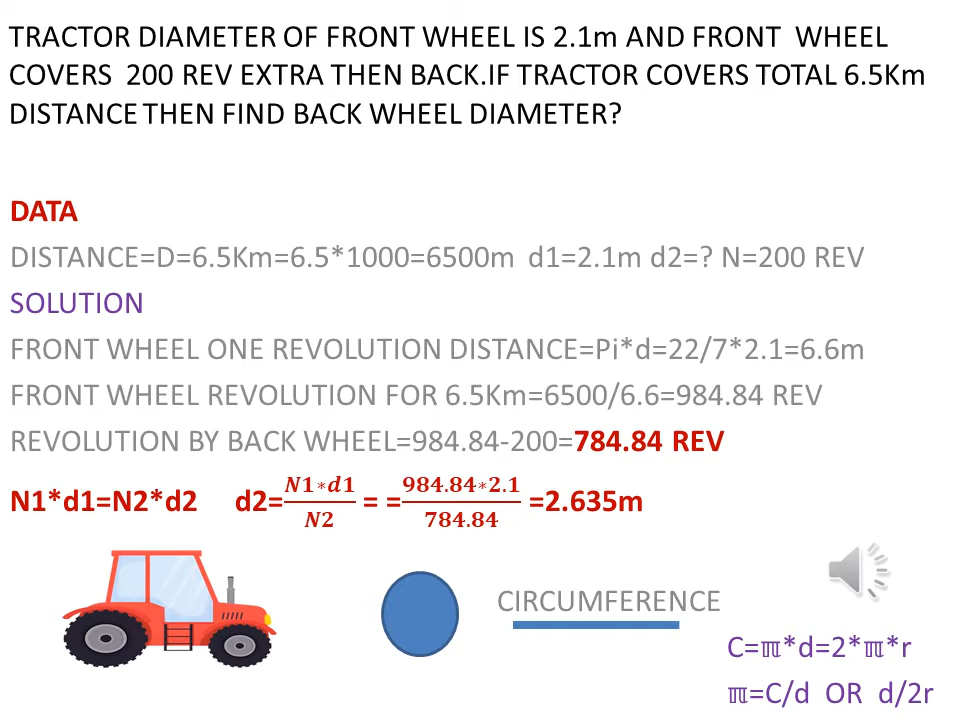 TRACTOR DIAMETER OF FRONT WHEEL IS 2.1m AND FRONT WHEEL
COVERS 200 REV EXTRA THEN BACK.IF TRACTOR COVERS TOTAL 6.5Km
DISTANCE THEN FIND BACK WHEEL DIAMETER?
DATA
DISTANCE=D=6.5Km=6.5*1000=6500m d1=2.1m d2=? N=200 REV
SOLUTION
FRONT WHEEL ONE REVOLUTION DISTANCE=Pi*d=22/7*2.1=6.6m
FRONT WHEEL REVOLUTION FOR 6.5Km=6500/6.6=984.84 REV
REVOLUTION BY BACK WHEEL=984.84-200=784.84 REV
N1*d1=N2*d2 d2=N1*d1/N2 = =984.84*2.1/784.84 =2.635m
CIRCUMFERENCE
C=ℼ*d=2*ℼ*r
ℼ=C/d OR d/2r